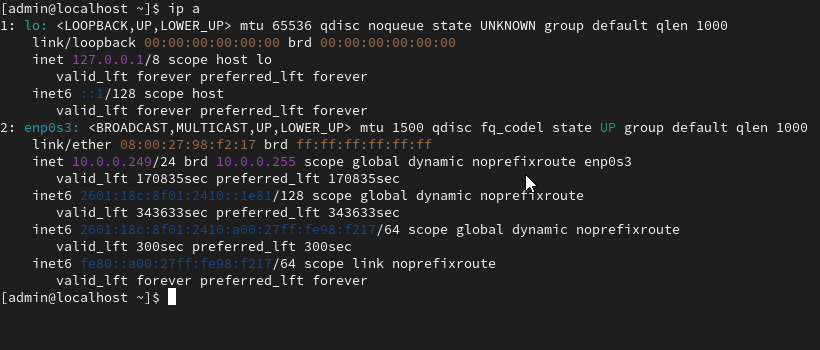 [admin@localhost ~]$ ip a
1: lo: <LOOPBACK,UP,LOWER_UP> mtu 65536 qdisc noqueue state UNKNOWN group default qlen 1000
    link/loopback 00:00:00:00:00:00 brd 00:00:00:00:00:00
    inet 127.0.0.1/8 scope host lo
       valid_lft forever preferred_lft forever
    inet6 ::1/128 scope host
       valid_lft forever preferred_lft forever
2: enp0s3: <BROADCAST,MULTICAST,UP,LOWER_UP> mtu 1500 qdisc fq_codel state UP group default qlen 1000
    link/ether 08:00:27:98:f2:17 brd ff:ff:ff:ff:ff:ff
    inet 10.0.0.249/24 brd 10.0.0.255 scope global dynamic noprefixroute enp0s3
       valid_lft 170835sec preferred_lft 170835sec
    inet6 2601:18c:8f01:2410::1e81/128 scope global dynamic noprefixroute
       valid_lft 343633sec preferred_lft 343633sec
    inet6 2601:18c:8f01:2410:a00:27ff:fe98:f217/64 scope global dynamic noprefixroute
       valid_lft 300sec preferred_lft 300sec
    inet6 fe80::a00:27ff:fe98:f217/64 scope link noprefixroute
       valid_lft forever preferred_lft forever
[admin@localhost ~]$